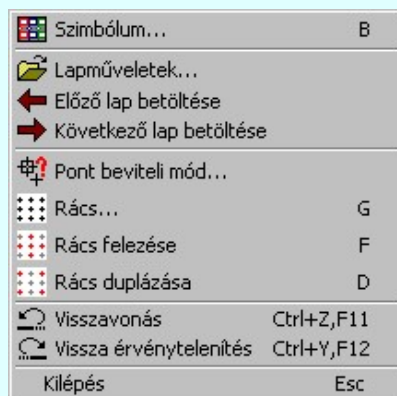 Szimbólum... B
Lapműveletek...
Előző lap betöltése
Következő lap betöltése
Pont beviteli mód...
Rács... G
Rács felezése F
Rács duplázása D
Visszavonás Ctrl+Z,F11
Vissza érvénytelenítés Ctrl+Y,F12
Kilépés Esc